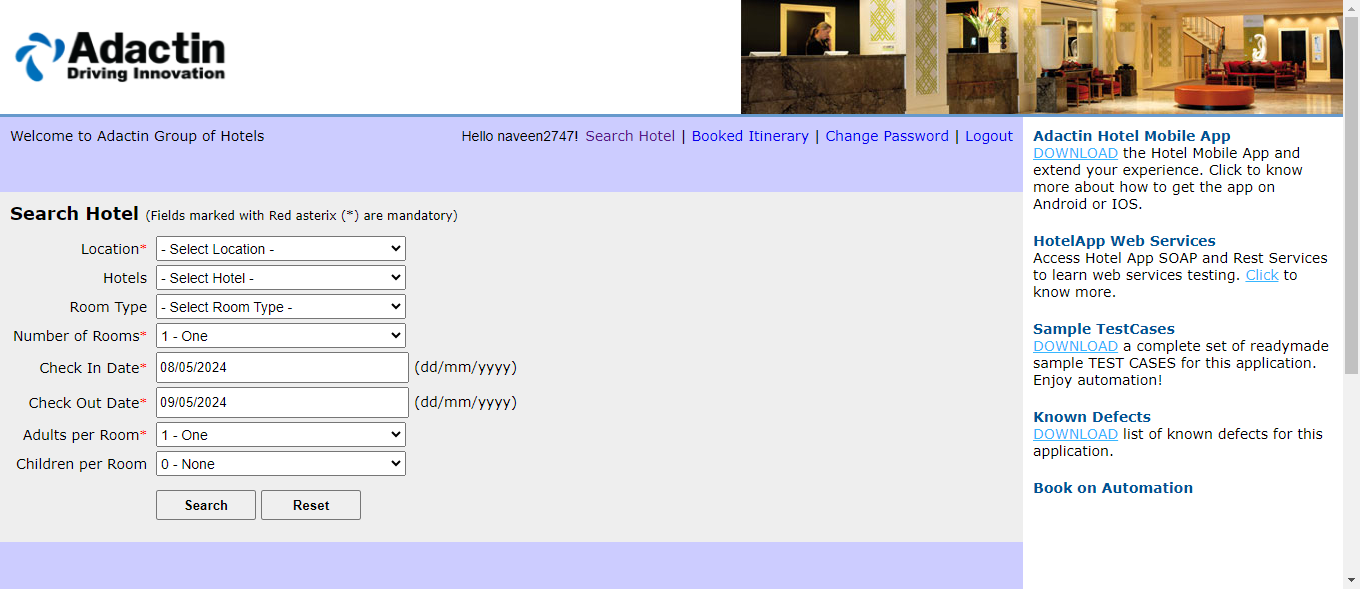 Adactin
Driving Innovation
Welcome to Adactin Group of Hotels
Hello naveen2747! Search Hotel | Booked Itinerary | Change Password | Logout
Search Hotel (Fields marked with Red asterix (*) are mandatory)
Location* - Select Location -
Hotels - Select Hotel -
Room Type - Select Room Type -
Number of Rooms* 1 - One
Check In Date* 08/05/2024 (dd/mm/yyyy)
Check Out Date* 09/05/2024 (dd/mm/yyyy)
Adults per Room* 1 - One
Children per Room 0 - None
Search Reset
Adactin Hotel Mobile App
DOWNLOAD the Hotel Mobile App and
extend your experience. Click to know
more about how to get the app on
Android or IOS.
HotelApp Web Services
Access Hotel App SOAP and Rest Services
to learn web services testing. Click to
know more.
Sample TestCases
DOWNLOAD a complete set of readymade
sample TEST CASES for this application.
Enjoy automation!
Known Defects
DOWNLOAD list of known defects for this
application.
Book on Automation